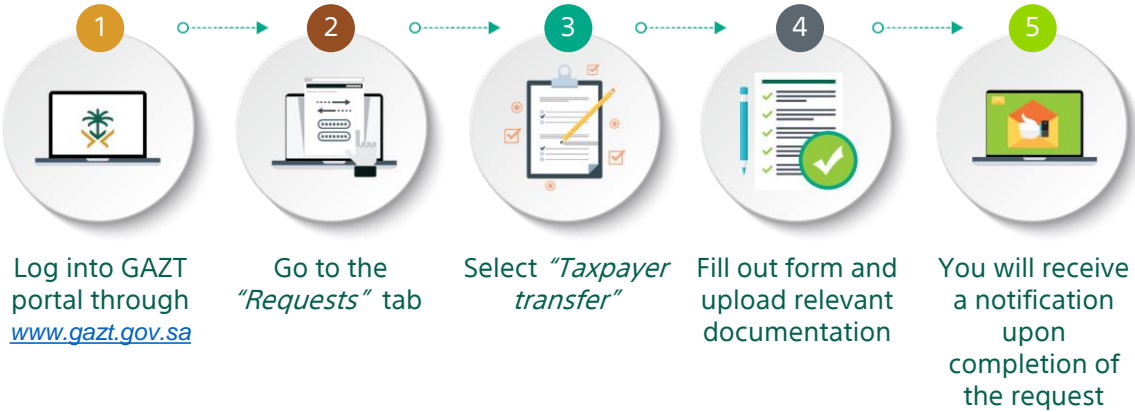 1
2
3
4
5
Log into GAZT
portal through
www.gazt.gov.sa
Go to the
“Requests” tab
Select “Taxpayer
transfer”
Fill out form and
upload relevant
documentation
You will receive
a notification
upon
completion of
the request